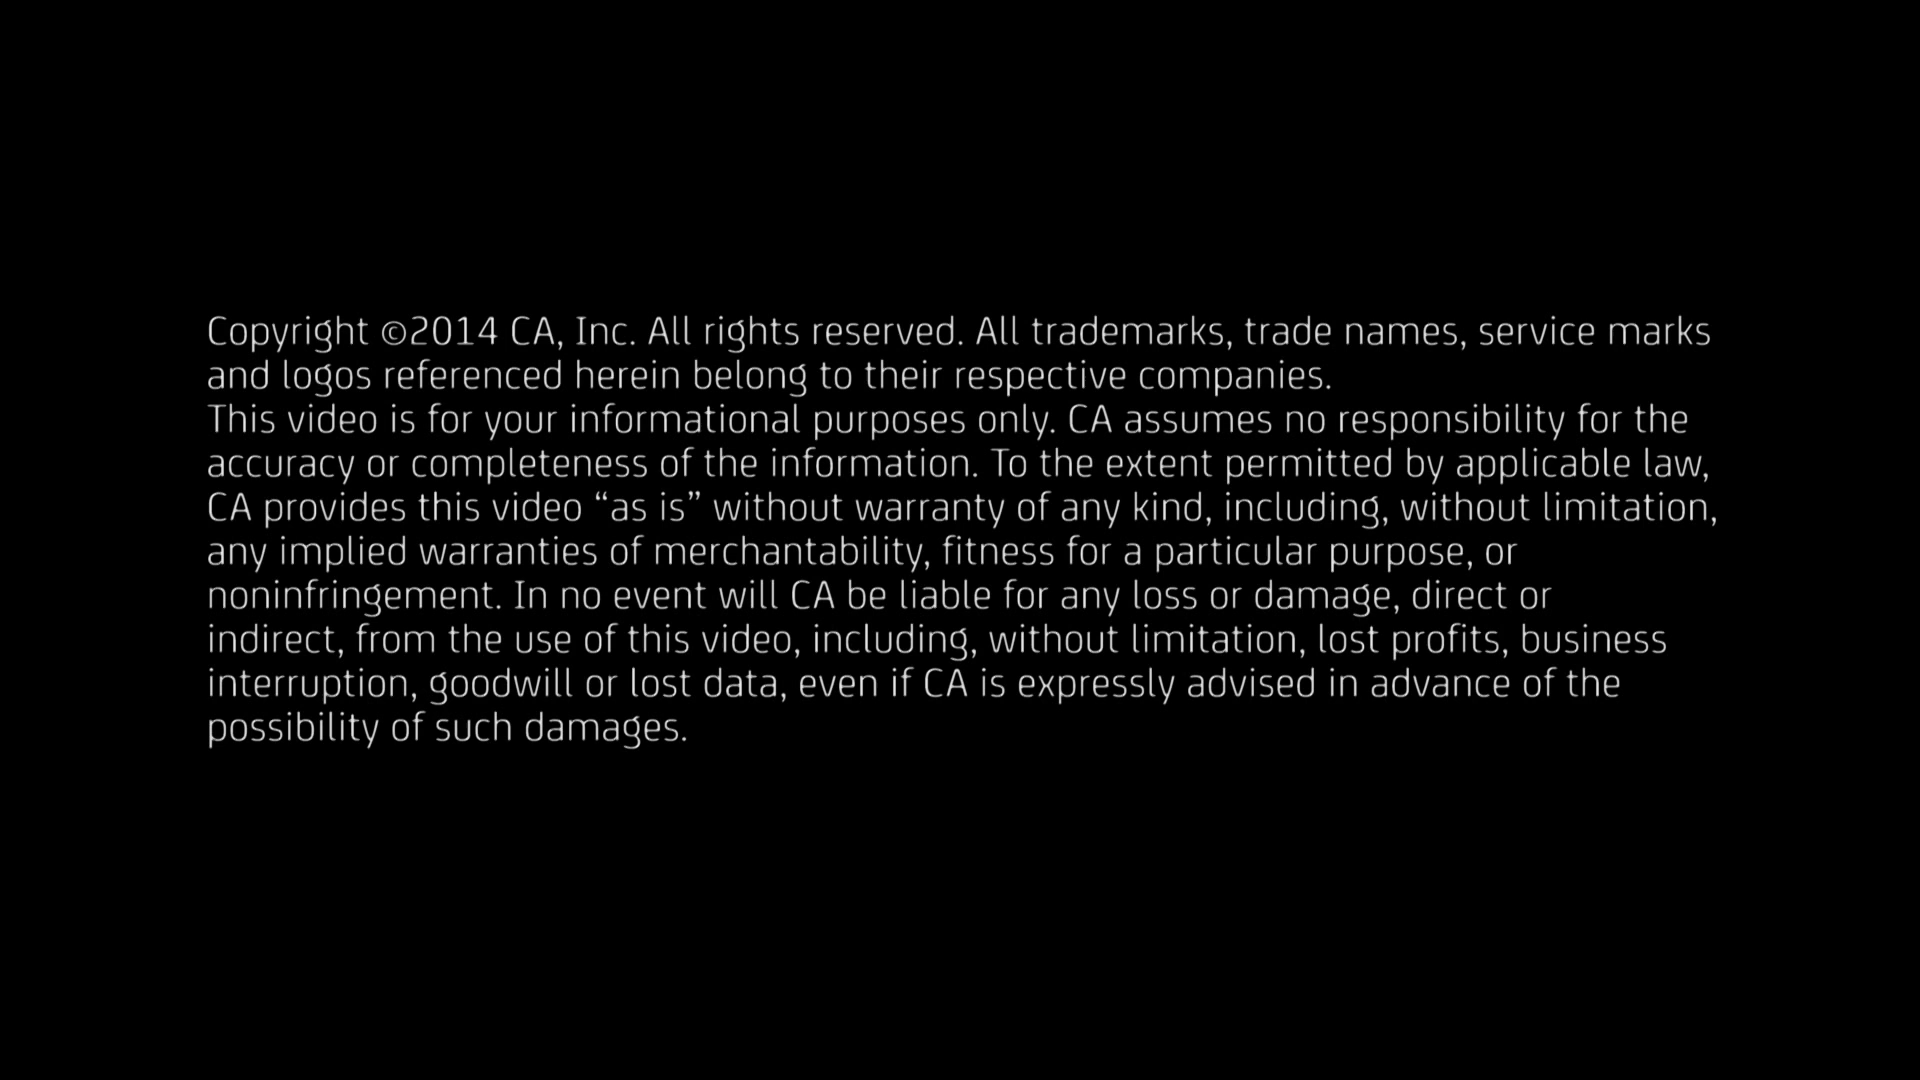 Copyright ©2014 CA, Inc. All rights reserved. All trademarks, trade names, service marks
and logos referenced herein belong to their respective companies.
This video is for your informational purposes only. CA assumes no responsibility for the
accuracy or completeness of the information. To the extent permitted by applicable law,
CA provides this video “as is” without warranty of any kind, including, without limitation,
any implied warranties of merchantability, fitness for a particular purpose, or
noninfringement. In no event will CA be liable for any loss or damage, direct or
indirect, from the use of this video, including, without limitation, lost profits, business
interruption, goodwill or lost data, even if CA is expressly advised in advance of the
possibility of such damages.